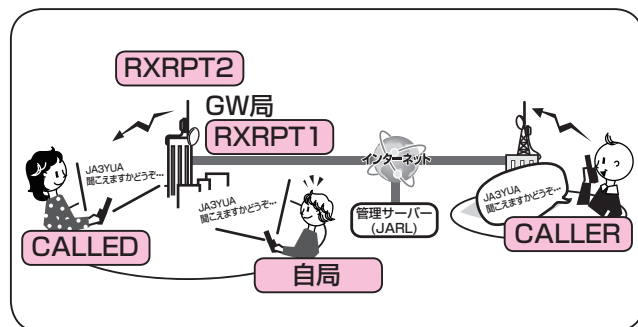 RXRPT2
GW局
RXRPT1
インターネット
JA3YUA
聞こえますかどうぞ…
JA3YUA
聞こえますかどうぞ…
JA3YUA
聞こえますかどうぞ…
管理サーバー
(JARL)
CALLED
CALLER
自局